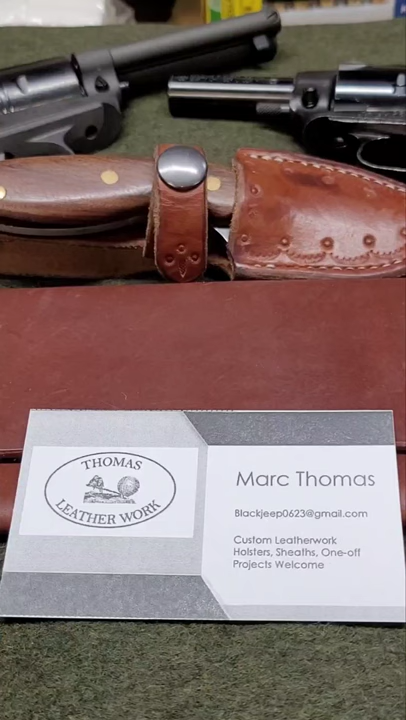 THOMAS
LEATHER WORK
Marc Thomas
Blackjeep0623@gmail.com
Custom Leatherwork
Holsters, Sheaths, One-off
Projects Welcome